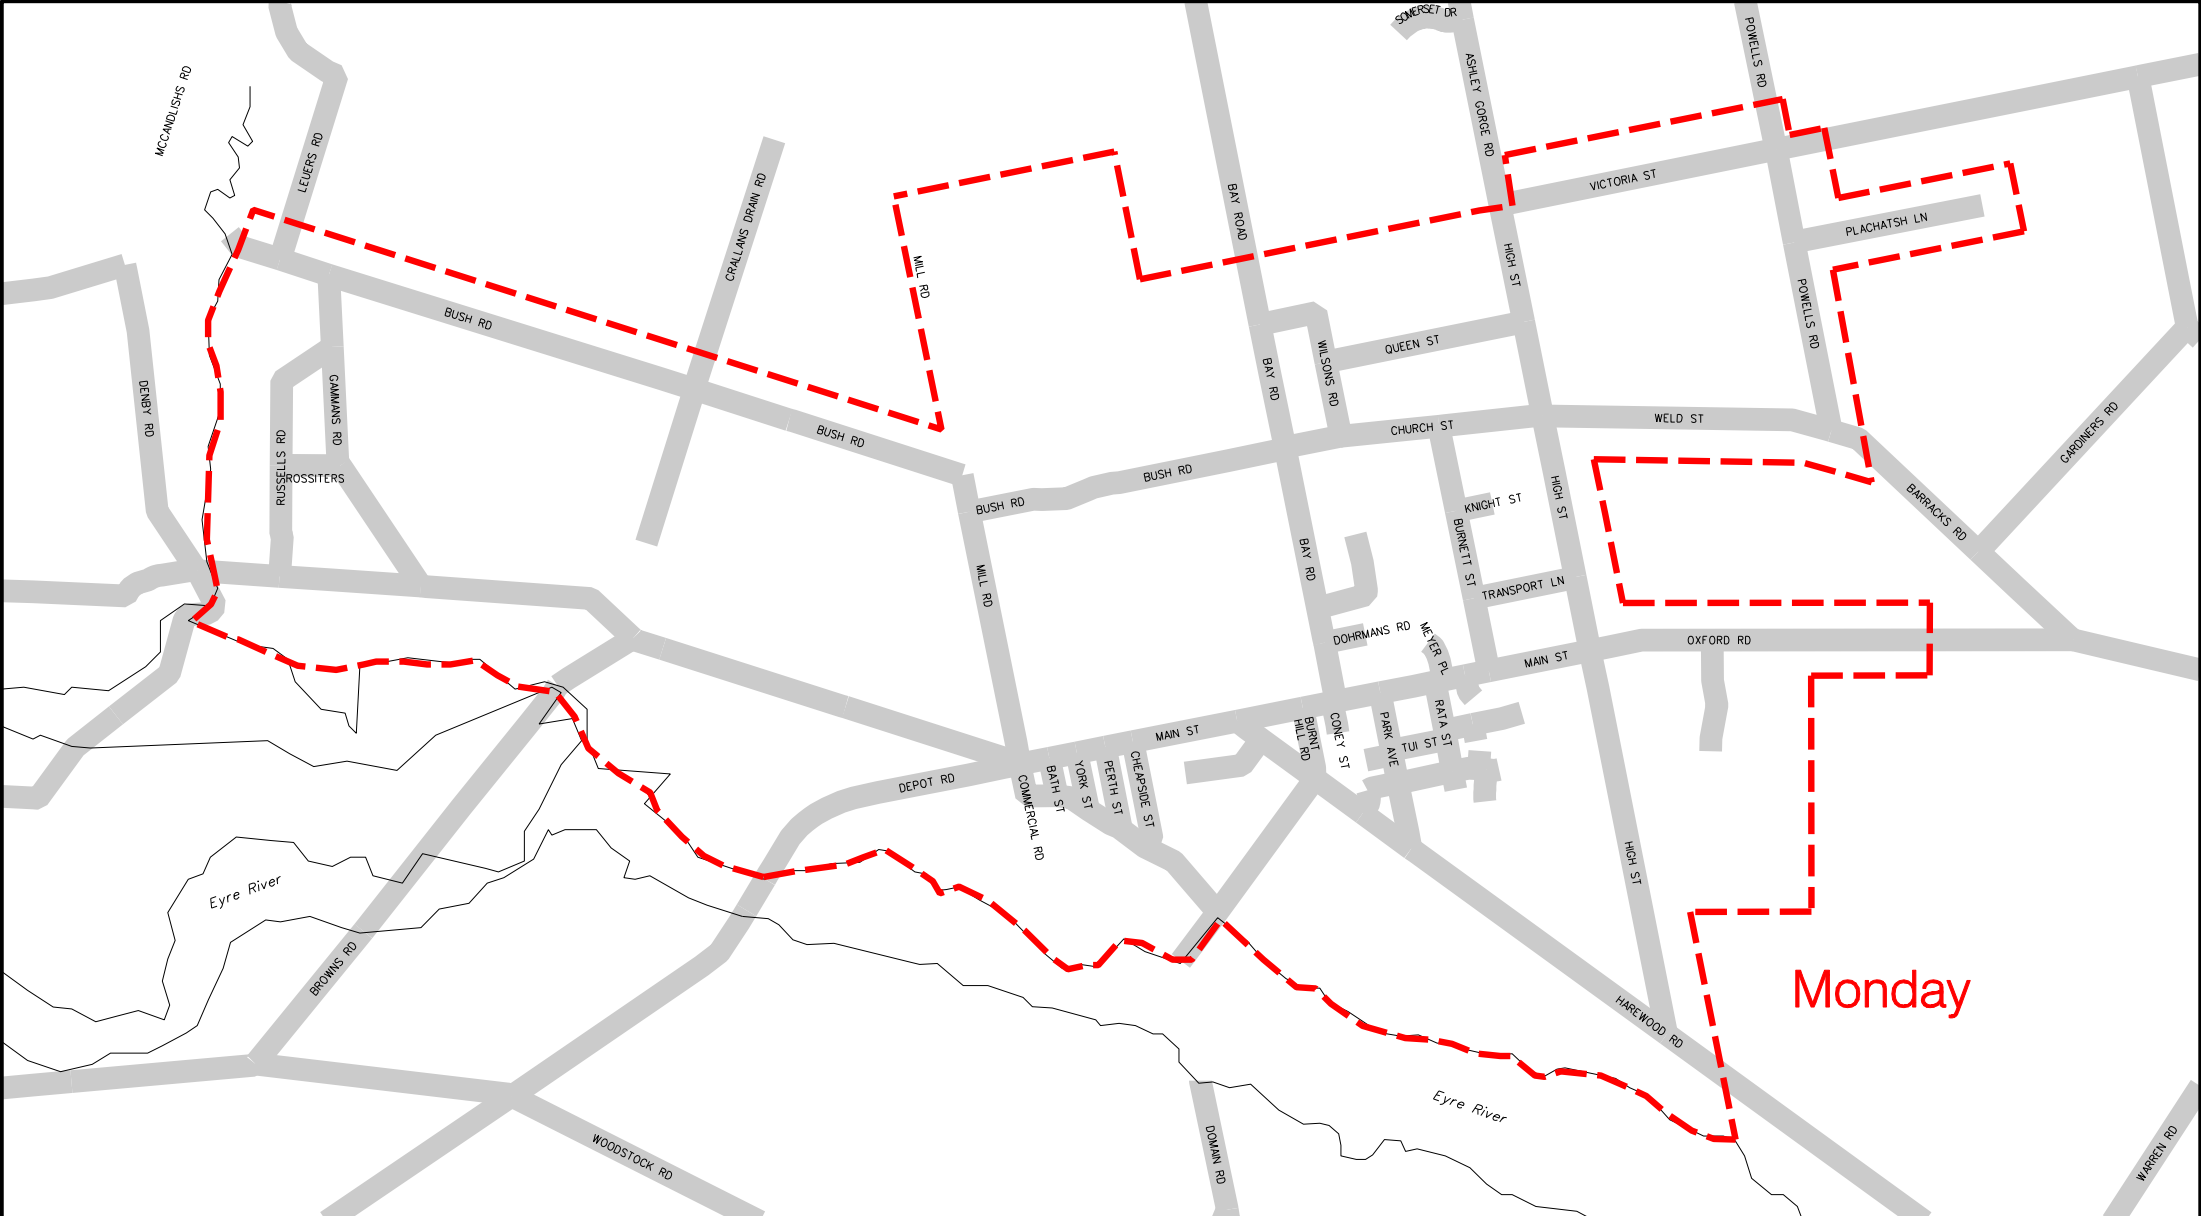 SOMERSET DR
POWELLS RD
MCCANDLISHS RD
ASHLEY GORGE RD
LEUERS RD
CRALLANS DRAIN RD
BAY ROAD
VICTORIA ST
PLACHATSH LN
MILL RD
HIGH ST
BUSH RD
POWELLS RD
QUEEN ST
WILSONS RD
BAY RD
DENBY RD
GAMMANS RD
BUSH RD
CHURCH ST
WELD ST
GARDINERS RD
RUSSELLS RD
ROSSITERS
BUSH RD
BUSH RD
KNIGHT ST
HIGH ST
BARRACKS RD
BURNETT ST
BAY RD
MILL RD
TRANSPORT LN
DOHRMANS RD
MEYER PL
OXFORD RD
MAIN ST
MAIN ST
BURNT
HILL RD
CONEY ST
PARK AVE
RATA ST
TUI ST
DEPOT RD
COMMERCIAL RD
BATH ST
YORK ST
PERTH ST
CHEAPSIDE ST
HIGH ST
Eyre River
BROWNS RD
Monday
HAREWOOD RD
Eyre River
WOODSTOCK RD
DOMAIN RD
WARREN RD